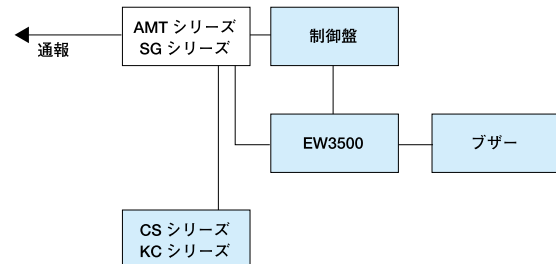 AMT シリーズ
SG シリーズ
制御盤
通報
EW3500
ブザー
CS シリーズ
KC シリーズ